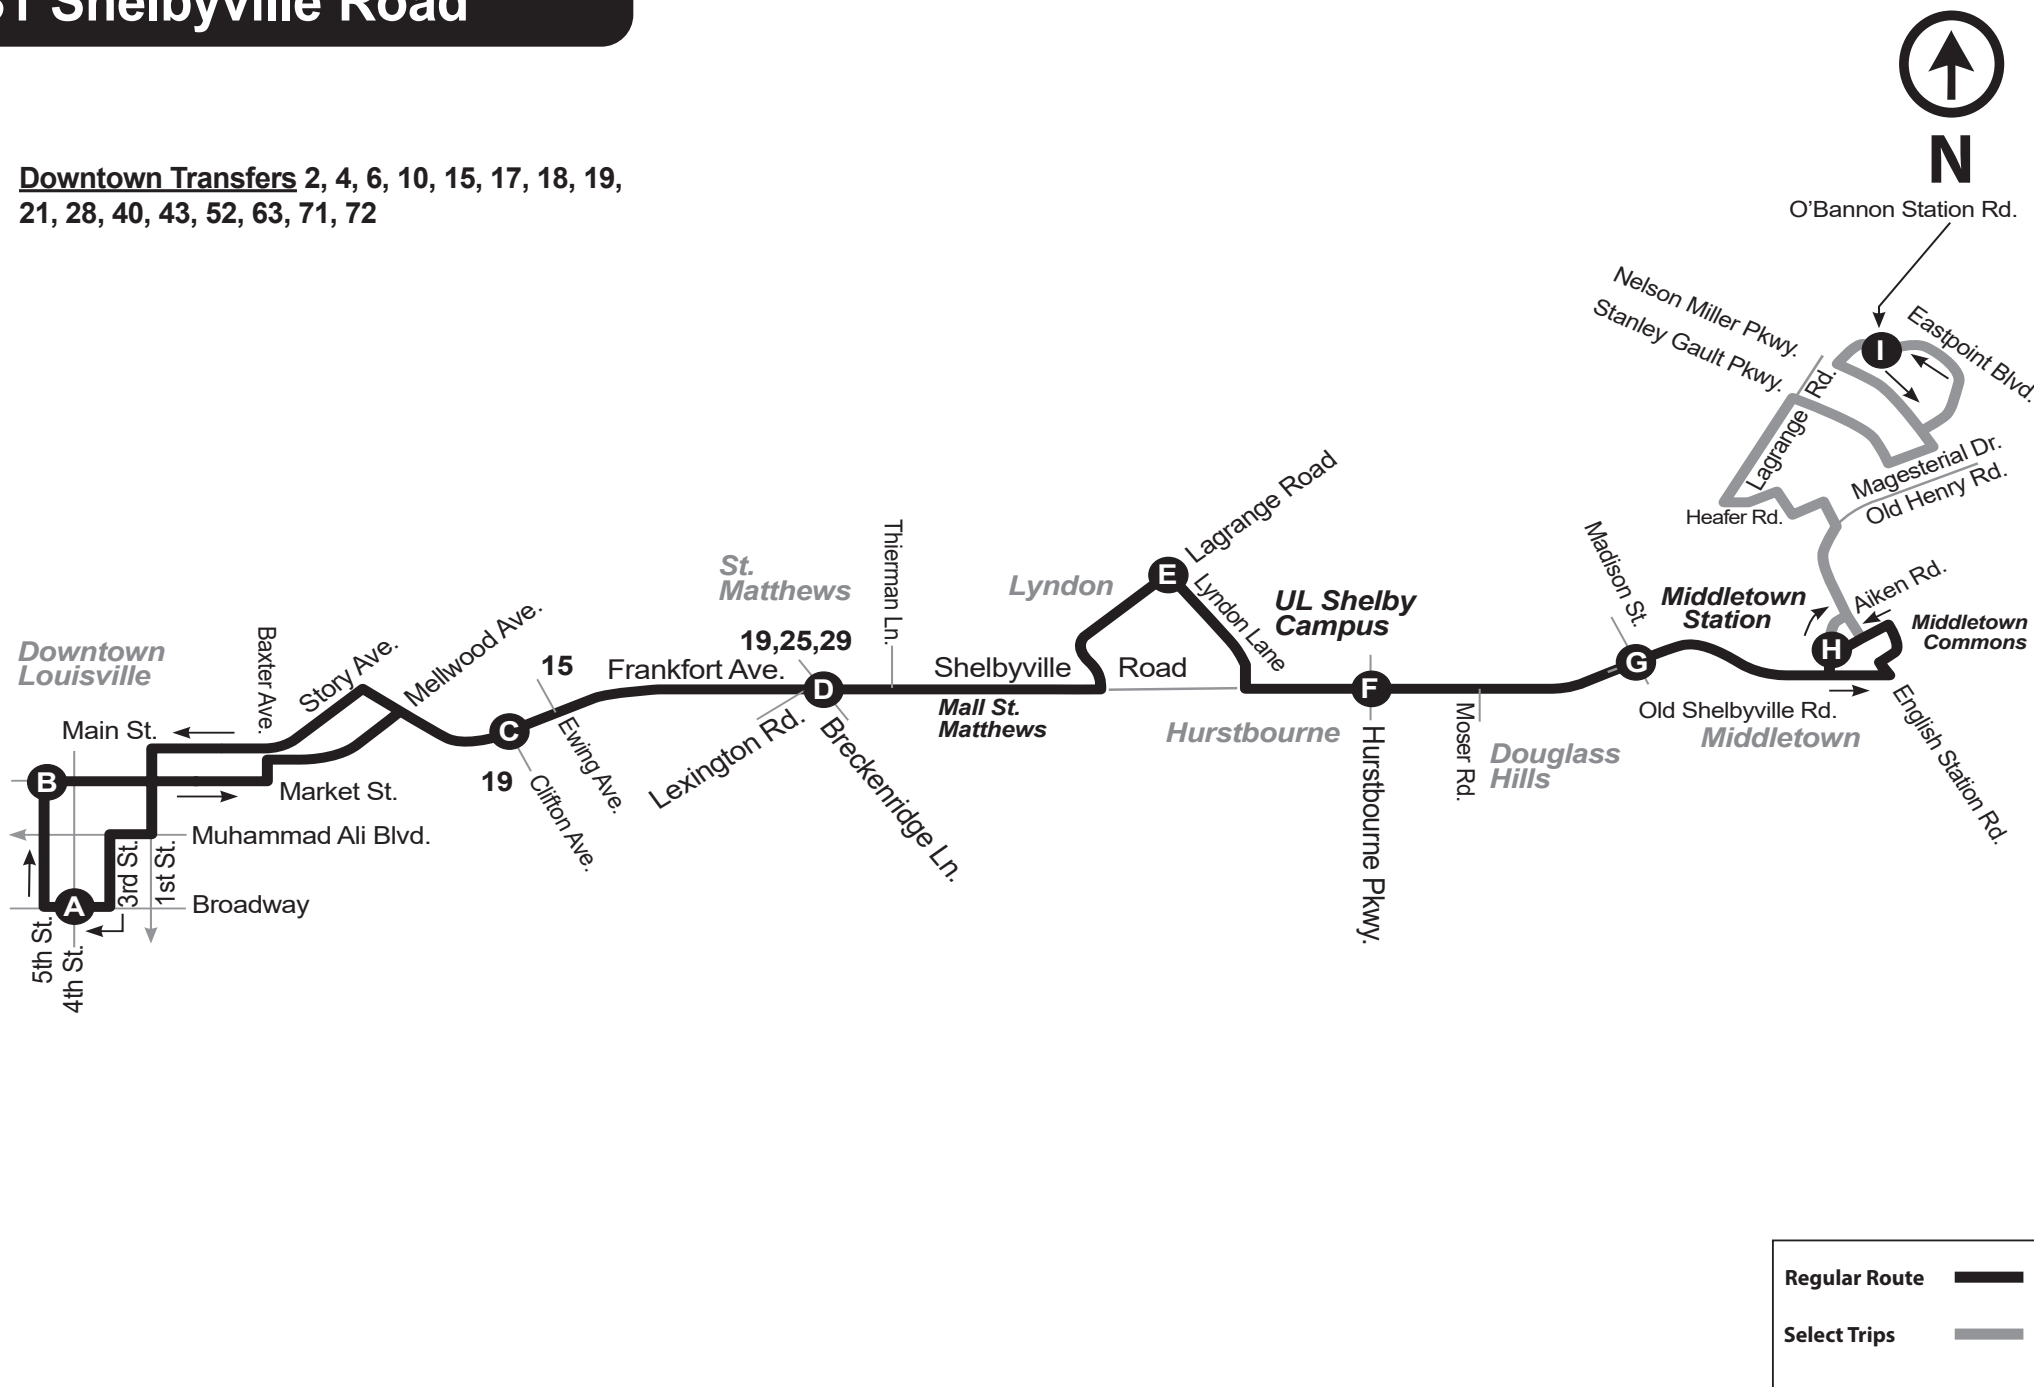 Shelbyville Road
N
O'Bannon Station Rd.
Downtown Transfers 2, 4, 6, 10, 15, 17, 18, 19,
21, 28, 40, 43, 52, 63, 71, 72
Nelson Miller Pkwy.
Stanley Gault Pkwy.
I
Eastpoint Blvd.
Lagrange Rd.
Magesterial Dr.
Old Henry Rd.
Heafer Rd.
Aiken Rd.
Lagrange Road
E
Lyndon Lane
Lyndon
Thierman Ln.
St.
Matthews
19,25,29
UL Shelby
Campus
Madison St.
Middletown
Station
Middletown
Commons
H
G
Downtown
Louisville
Baxter Ave.
Story Ave.
Mellwood Ave.
15
Frankfort Ave.
D
Shelbyville
Road
F
Mall St.
Matthews
Hurstbourne
Moser Rd.
Douglass
Hills
Old Shelbyville Rd.
Middletown
English Station Rd.
Main St.
B
Market St.
C
19
Ewing Ave.
Clifton Ave.
Lexington Rd.
Breckenridge Ln.
Hurstbourne Pkwy.
Muhammad Ali Blvd.
3rd St.
1st St.
A
Broadway
5th St.
4th St.
Regular Route
Select Trips